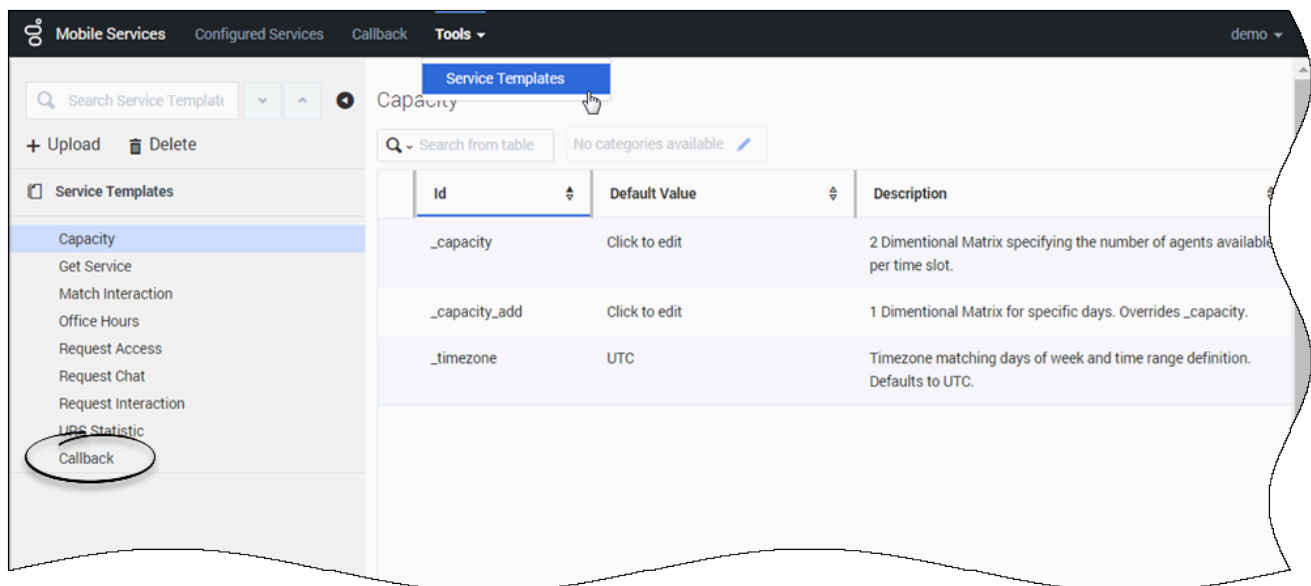 Mobile Services Configured Services Callback Tools demo
Service Templates
Search Service Template
Capacity
Upload Delete
Search from table No categories available
Service Templates
Id Default Value Description
Capacity
Get Service
Match Interaction
Office Hours
Request Access
Request Chat
Request Interaction
URS Statistic
Callback
_capacity Click to edit 2 Dimentional Matrix specifying the number of agents available
per time slot.
_capacity_add Click to edit 1 Dimentional Matrix for specific days. Overrides _capacity.
_timezone UTC Timezone matching days of week and time range definition.
Defaults to UTC.